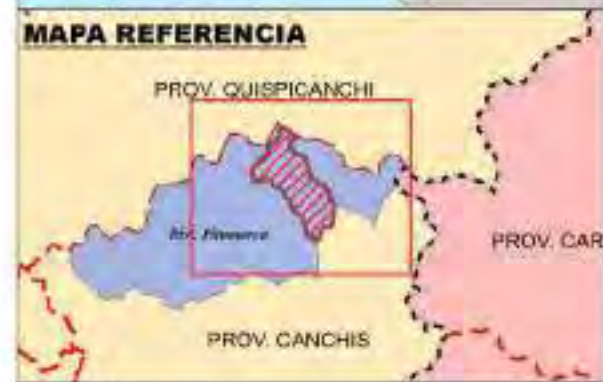 MAPA REFERENCIA
PROV. QUISPICANCHI
PROV. CAR
PROV. CANCHIS